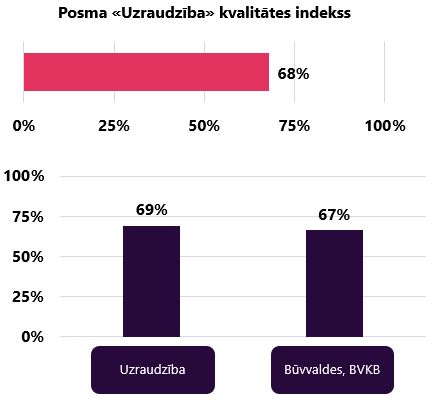 Posma «Uzraudzība» kvalitātes indekss
68%
0% 25% 50% 75% 100%
100%
75%
50%
25%
0%
69% 67%
Uzraudzība Būvvaldes, BVKB